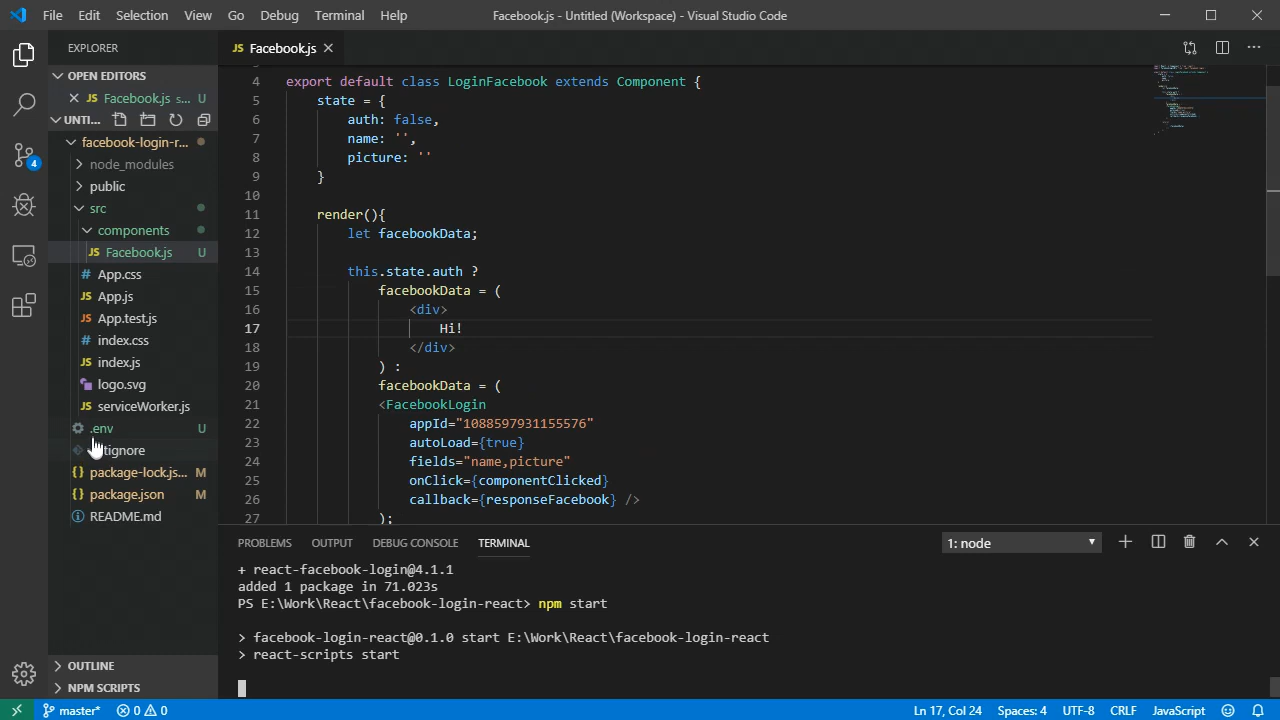 File Edit Selection View Go Debug Terminal Help Facebook.js - Untitled (Workspace) - Visual Studio Code
EXPLORER
OPEN EDITORS
Facebook.js s... U
UNTI...
facebook-login-r...
node_modules
public
src
components
JS Facebook.js U
# App.css
JS App.js
JS App.test.js
# index.css
JS index.js
logo.svg
JS serviceWorker.js
.env U
tignore
{} package-lock.js... M
{} package.json M
README.md
OUTLINE
NPM SCRIPTS
4
JS Facebook.js
4 export default class LoginFacebook extends Component {
5 state = {
6 auth: false,
7 name: '',
8 picture: ''
9 }
10
11 render(){
12 let facebookData;
13
14 this.state.auth ?
15 facebookData = (
16 <div>
17 Hi!
18 </div>
19 ) :
20 facebookData = (
21 <FacebookLogin
22 appId="1088597931155576"
23 autoLoad={true}
24 fields="name,picture"
25 onClick={componentClicked}
26 callback={responseFacebook} />
27 );
PROBLEMS OUTPUT DEBUG CONSOLE TERMINAL 1: node
+ react-facebook-login@4.1.1
added 1 package in 71.023s
PS E:\Work\React\facebook-login-react> npm start
> facebook-login-react@0.1.0 start E:\Work\React\facebook-login-react
> react-scripts start
master* 0 0 Ln 17, Col 24 Spaces: 4 UTF-8 CRLF JavaScript